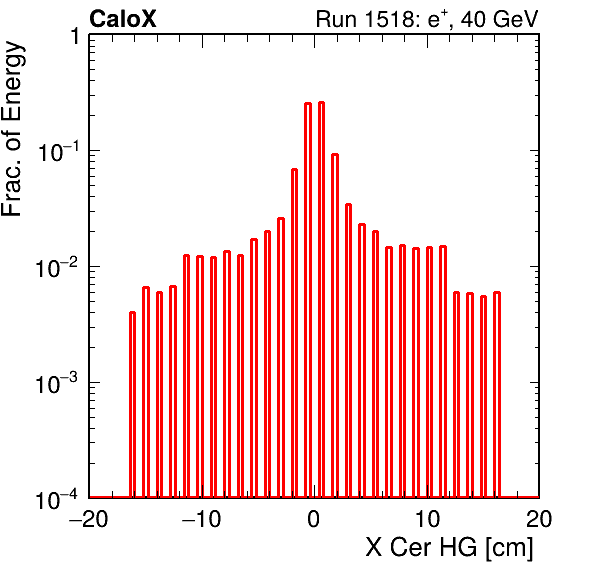 CaloX Run 1518: e⁺, 40 GeV
Frac. of Energy
1
10⁻¹
10⁻²
10⁻³
10⁻⁴
−20 −10 0 10 20
X Cer HG [cm]